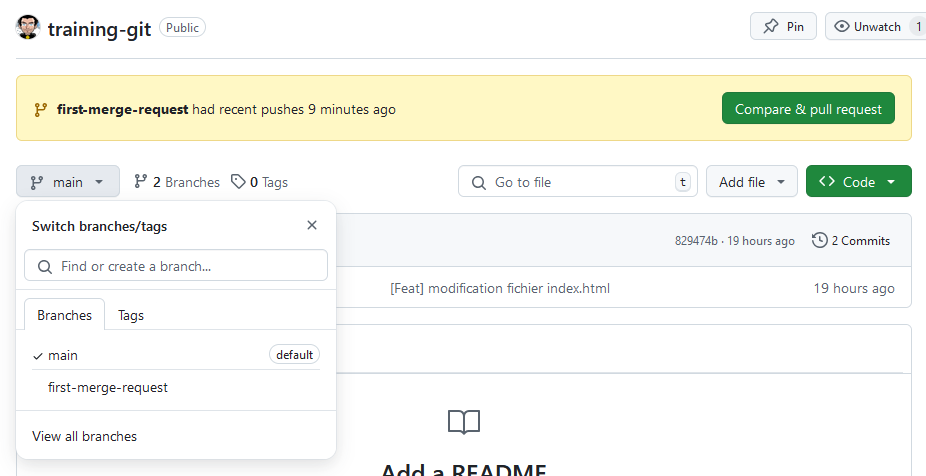 training-git Public Pin Unwatch 1
first-merge-request had recent pushes 9 minutes ago Compare & pull request
main 2 Branches 0 Tags Go to file t Add file Code
Switch branches/tags
829474b · 19 hours ago 2 Commits
Find or create a branch...
[Feat] modification fichier index.html 19 hours ago
Branches Tags
main default
first-merge-request
View all branches
Add a README